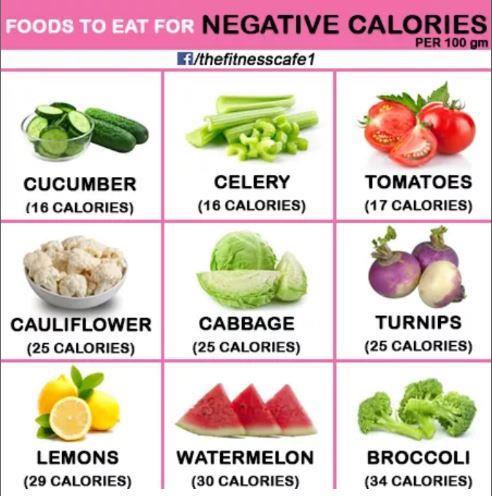 FOODS TO EAT FOR NEGATIVE CALORIES
PER 100 gm
f/thefitnesscafe1
CUCUMBER
(16 CALORIES)
CELERY
(16 CALORIES)
TOMATOES
(17 CALORIES)
CAULIFLOWER
(25 CALORIES)
CABBAGE
(25 CALORIES)
TURNIPS
(25 CALORIES)
LEMONS
(29 CALORIES)
WATERMELON
(30 CALORIES)
BROCCOLI
(34 CALORIES)